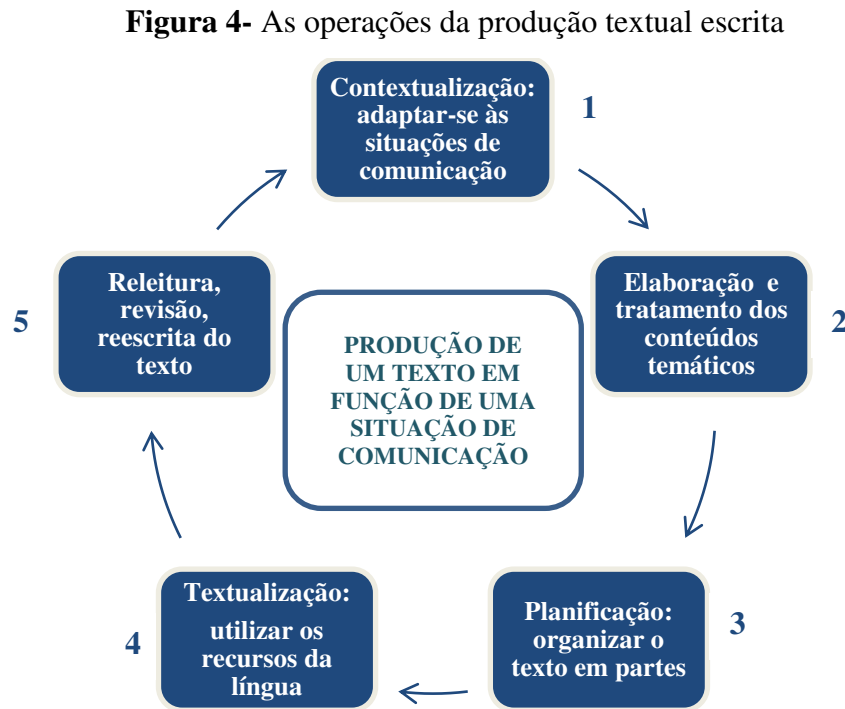 Figura 4- As operações da produção textual escrita
Contextualização:
adaptar-se às
situações de
comunicação
1
Elaboração e
tratamento dos
conteúdos
temáticos
2
Planificação:
organizar o
texto em partes
3
Textualização:
utilizar os
recursos da
língua
4
Releitura,
revisão,
reescrita do
texto
5
PRODUÇÃO DE
UM TEXTO EM
FUNÇÃO DE UMA
SITUAÇÃO DE
COMUNICAÇÃO